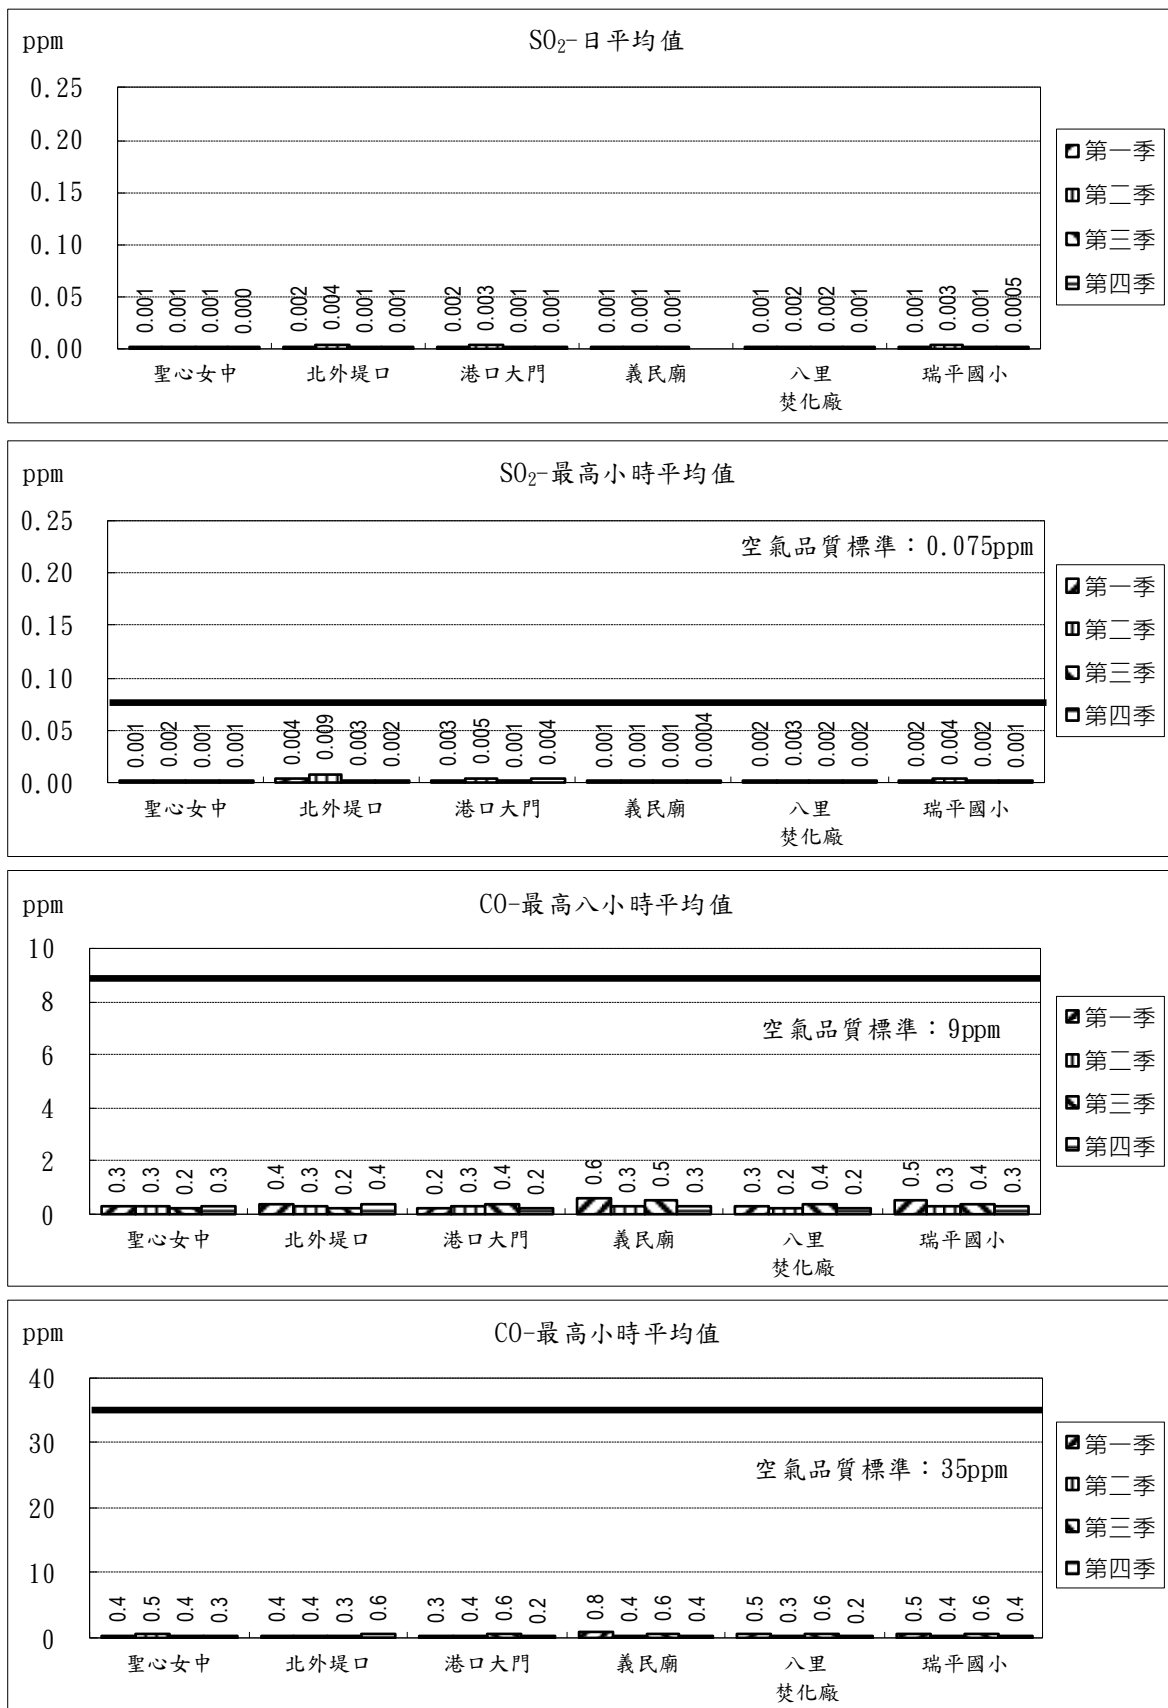 SO₂-日平均值
ppm
0.25
0.20
0.15
0.10
0.05
0.00
0.001 0.001 0.001 0.000 0.002 0.004 0.001 0.001 0.002 0.003 0.001 0.001 0.001 0.001 0.001 0.001 0.002 0.002 0.001 0.001 0.003 0.001 0.0005
聖心女中 北外堤口 港口大門 義民廟 八里 瑞平國小
焚化廠
第一季
第二季
第三季
第四季
SO₂-最高小時平均值
ppm
空氣品質標準：0.075ppm
0.25
0.20
0.15
0.10
0.05
0.00
0.001 0.002 0.001 0.001 0.004 0.009 0.003 0.002 0.003 0.005 0.001 0.004 0.001 0.001 0.001 0.0004 0.002 0.003 0.002 0.002 0.002 0.004 0.002 0.001
聖心女中 北外堤口 港口大門 義民廟 八里 瑞平國小
焚化廠
第一季
第二季
第三季
第四季
CO-最高八小時平均值
ppm
10
8
6
4
2
0
空氣品質標準：9ppm
0.3 0.3 0.2 0.3 0.4 0.3 0.2 0.4 0.2 0.3 0.4 0.2 0.6 0.3 0.5 0.3 0.3 0.2 0.4 0.2 0.5 0.3 0.4 0.3
聖心女中 北外堤口 港口大門 義民廟 八里 瑞平國小
焚化廠
第一季
第二季
第三季
第四季
CO-最高小時平均值
ppm
40
30
20
10
0
空氣品質標準：35ppm
0.4 0.5 0.4 0.3 0.4 0.4 0.3 0.6 0.3 0.4 0.6 0.2 0.8 0.4 0.6 0.4 0.5 0.3 0.6 0.2 0.5 0.4 0.6 0.4
聖心女中 北外堤口 港口大門 義民廟 八里 瑞平國小
焚化廠
第一季
第二季
第三季
第四季